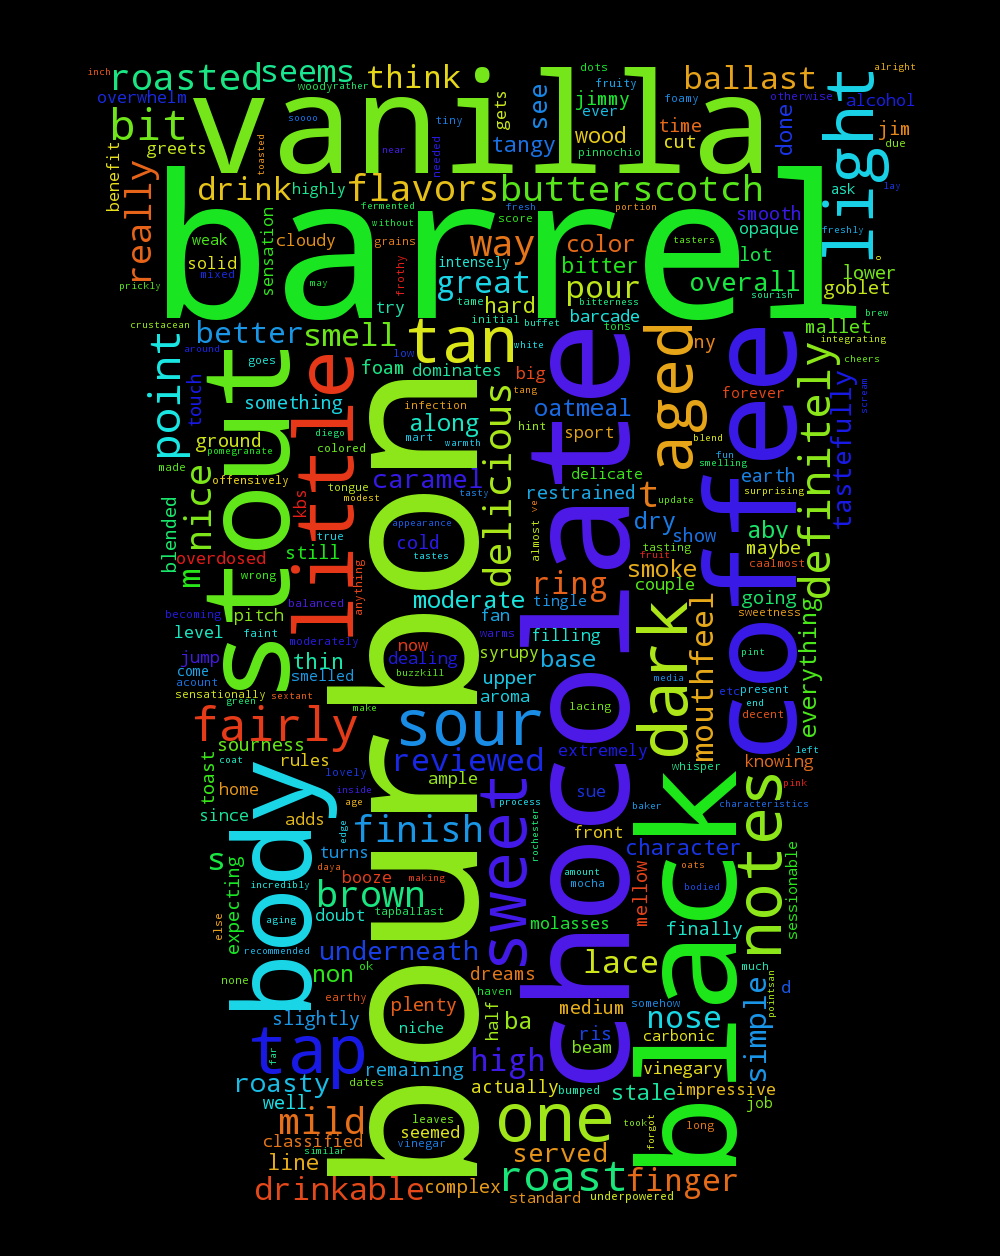 dots
alright
inch
roasted
seems
think
woodyrather
fruity
ballast
light
overwhelm
vanilla
gets
see
jimmy
foamy
otherwise
alcohol
ever
bit
soooo
tiny
wood
time
done
jim
greets
toasted
near
needed
tangy
pinnochio
cut
due
benefit
really
drink
highly
flavors
butterscotch
ask
lay
barrel
fermented
fresh
portion
smooth
score
without
opaque
freshly
weak
sensation
cloudy
grains
way
color
tasters
lot
solid
mixed
frothy
intensely
bitter
overall
lower
prickly
may
try
tame
great
hard
bitterness
pour
sourish
goblet
crustacean
better
smell
initial
buffet
barcade
tons
mallet
brew
integrating
point
around
low
tan
white
aged
ny
cheers
stout
goes
little
foam
dominates
big
tang
forever
touch
something
infection
along
delicious
hint
oatmeal
sport
blend
coffee
definitely
tastefully
scream
ground
diego
colored
mart
warmth
fun
smelling
made
pomegranate
nice
offensively
caramel
tasty
delicate
earth
tongue
modest
restrained
t
update
surprising
blended
kbs
true
appearance
almost
ve
dry
show
abv
m
overdosed
still
cold
tastes
tasting
maybe
wrong
anything
fruit
smoke
caalmost
balanced
moderate
ring
tingle
couple
going
sweetness
becoming
pitch
fan
level
faint
moderately
now
warms
filling
dark
mouthfeel
everything
jump
thin
dealing
syrupy
base
pint
come
smelled
buzzkill
upper
media
acount
sensationally
sextant
aroma
etc
present
green
make
bourbon
chocolate
lacing
end
decent
fairly
sour
left
sourness
reviewed
extremely
knowing
toast
coat
rules
lovely
whisper
home
inside
ample
sue
process
baker
pink
characteristics
since
adds
age
edge
finish
sweet
rochester
front
black
notes
s
body
turns
character
sessionable
expecting
daya
booze
making
amount
mocha
mellow
oats
bodied
incredibly
brown
aging
doubt
tapballast
molasses
finally
else
recommended
underneath
lace
none
non
ok
dreams
much
pointsan
earthy
haven
somehow
d
plenty
medium
slightly
niche
half
ba
ris
nose
simple
carbonic
far
tap
beam
remaining
high
vinegary
roasty
dates
actually
bumped
stale
impressive
well
job
mild
leaves
one
took
forgot
long
classified
seemed
vinegar
similar
served
line
roast
finger
drinkable
complex
standard
underpowered